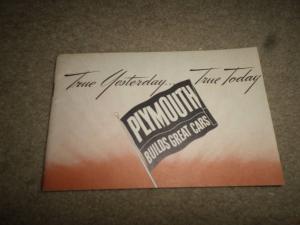 True Yesterday.. True Today
PLYMOUTH
BUILDS GREAT CARS